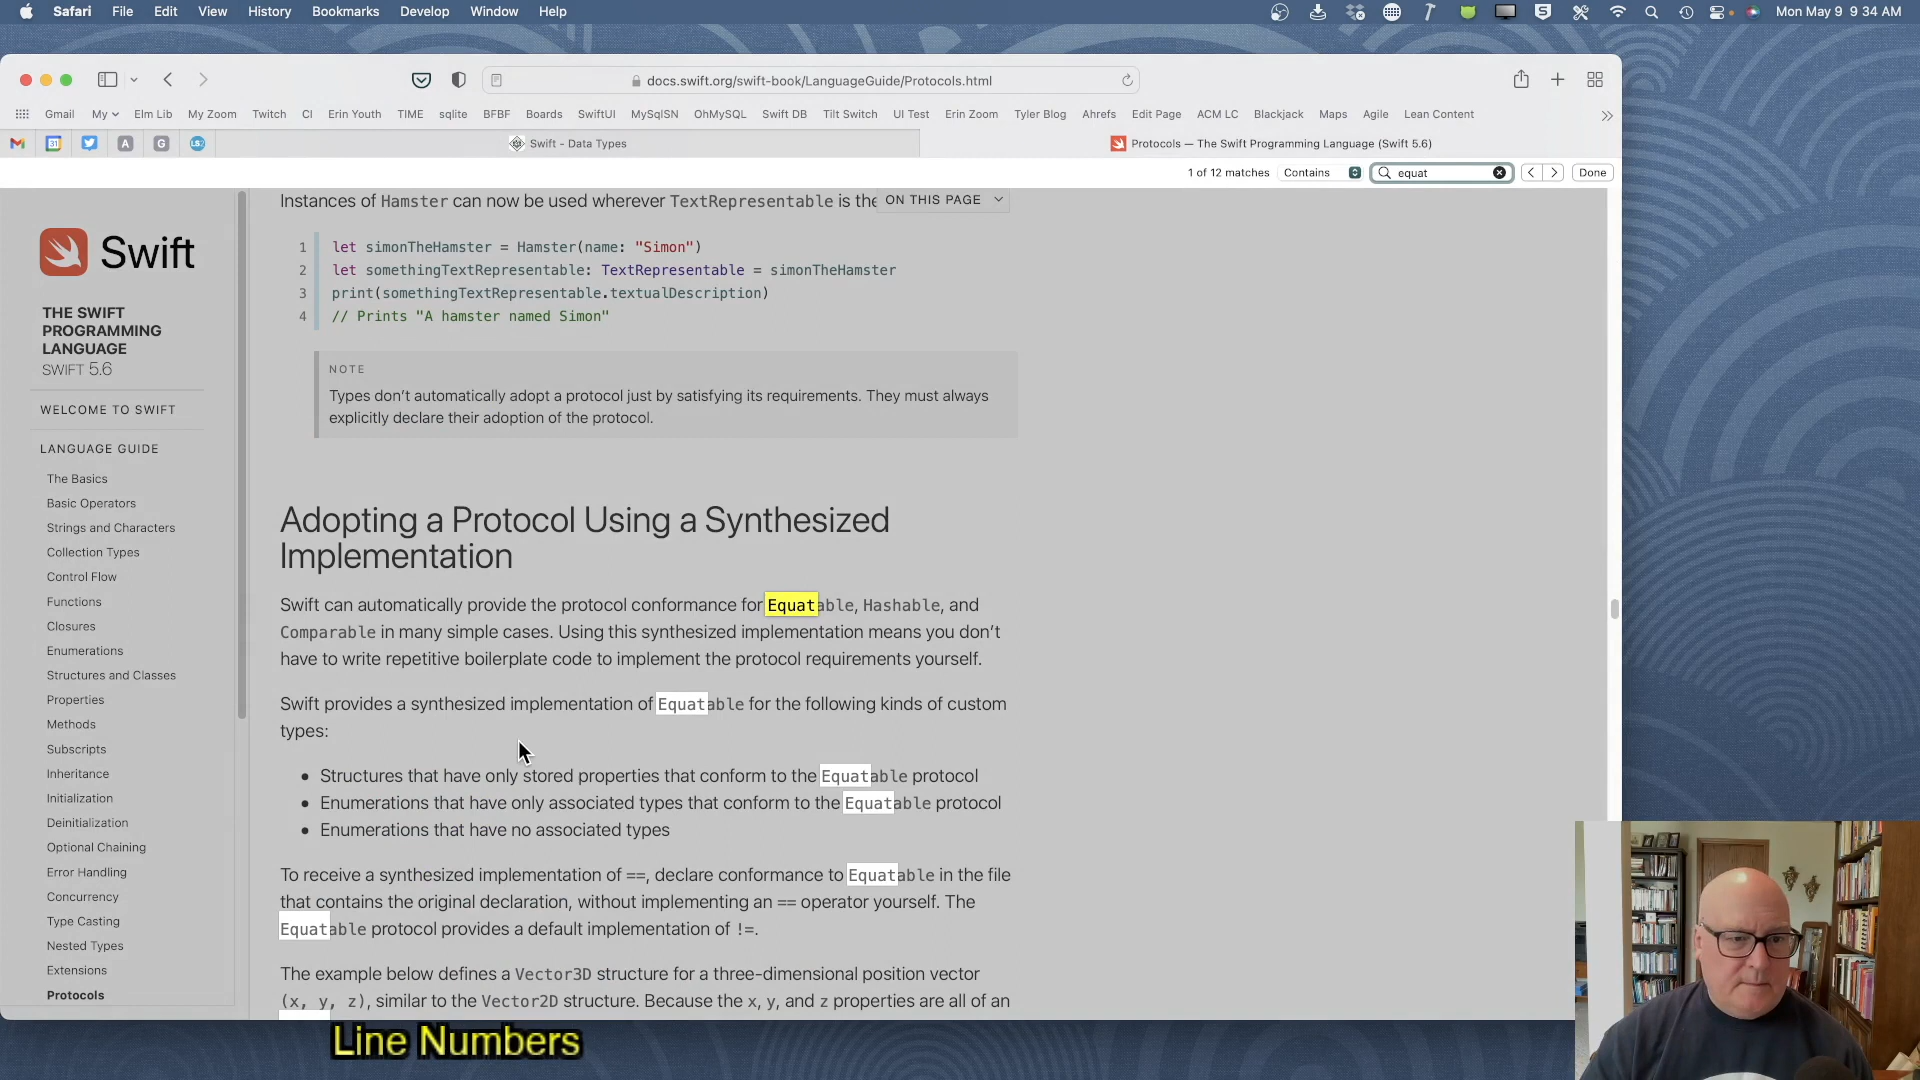 Safari File Edit View History Bookmarks Develop Window Help Mon May 9 9:34 AM
docs.swift.org/swift-book/LanguageGuide/Protocols.html
Gmail My Elm Lib My Zoom Twitch CI Erin Youth TIME sqlite BFBF Boards SwiftUI MySqlSN OhMySQL Swift DB Tilt Switch UI Test Erin Zoom Tyler Blog Ahrefs Edit Page ACM LC Blackjack Maps Agile Lean Content
31 A G LS2 Swift - Data Types Protocols — The Swift Programming Language (Swift 5.6)
1 of 12 matches Contains equat Done
Swift
THE SWIFT
PROGRAMMING
LANGUAGE
SWIFT 5.6
WELCOME TO SWIFT
LANGUAGE GUIDE
The Basics
Basic Operators
Strings and Characters
Collection Types
Control Flow
Functions
Closures
Enumerations
Structures and Classes
Properties
Methods
Subscripts
Inheritance
Initialization
Deinitialization
Optional Chaining
Error Handling
Concurrency
Type Casting
Nested Types
Extensions
Protocols
Instances of Hamster can now be used wherever TextRepresentable is the
ON THIS PAGE
1 let simonTheHamster = Hamster(name: "Simon")
2 let somethingTextRepresentable: TextRepresentable = simonTheHamster
3 print(somethingTextRepresentable.textualDescription)
4 // Prints "A hamster named Simon"
NOTE
Types don’t automatically adopt a protocol just by satisfying its requirements. They must always
explicitly declare their adoption of the protocol.
Adopting a Protocol Using a Synthesized
Implementation
Swift can automatically provide the protocol conformance for Equatable, Hashable, and
Comparable in many simple cases. Using this synthesized implementation means you don’t
have to write repetitive boilerplate code to implement the protocol requirements yourself.
Swift provides a synthesized implementation of Equatable for the following kinds of custom
types:
• Structures that have only stored properties that conform to the Equatable protocol
• Enumerations that have only associated types that conform to the Equatable protocol
• Enumerations that have no associated types
To receive a synthesized implementation of ==, declare conformance to Equatable in the file
that contains the original declaration, without implementing an == operator yourself. The
Equatable protocol provides a default implementation of !=.
The example below defines a Vector3D structure for a three-dimensional position vector
(x, y, z), similar to the Vector2D structure. Because the x, y, and z properties are all of an
Line Numbers